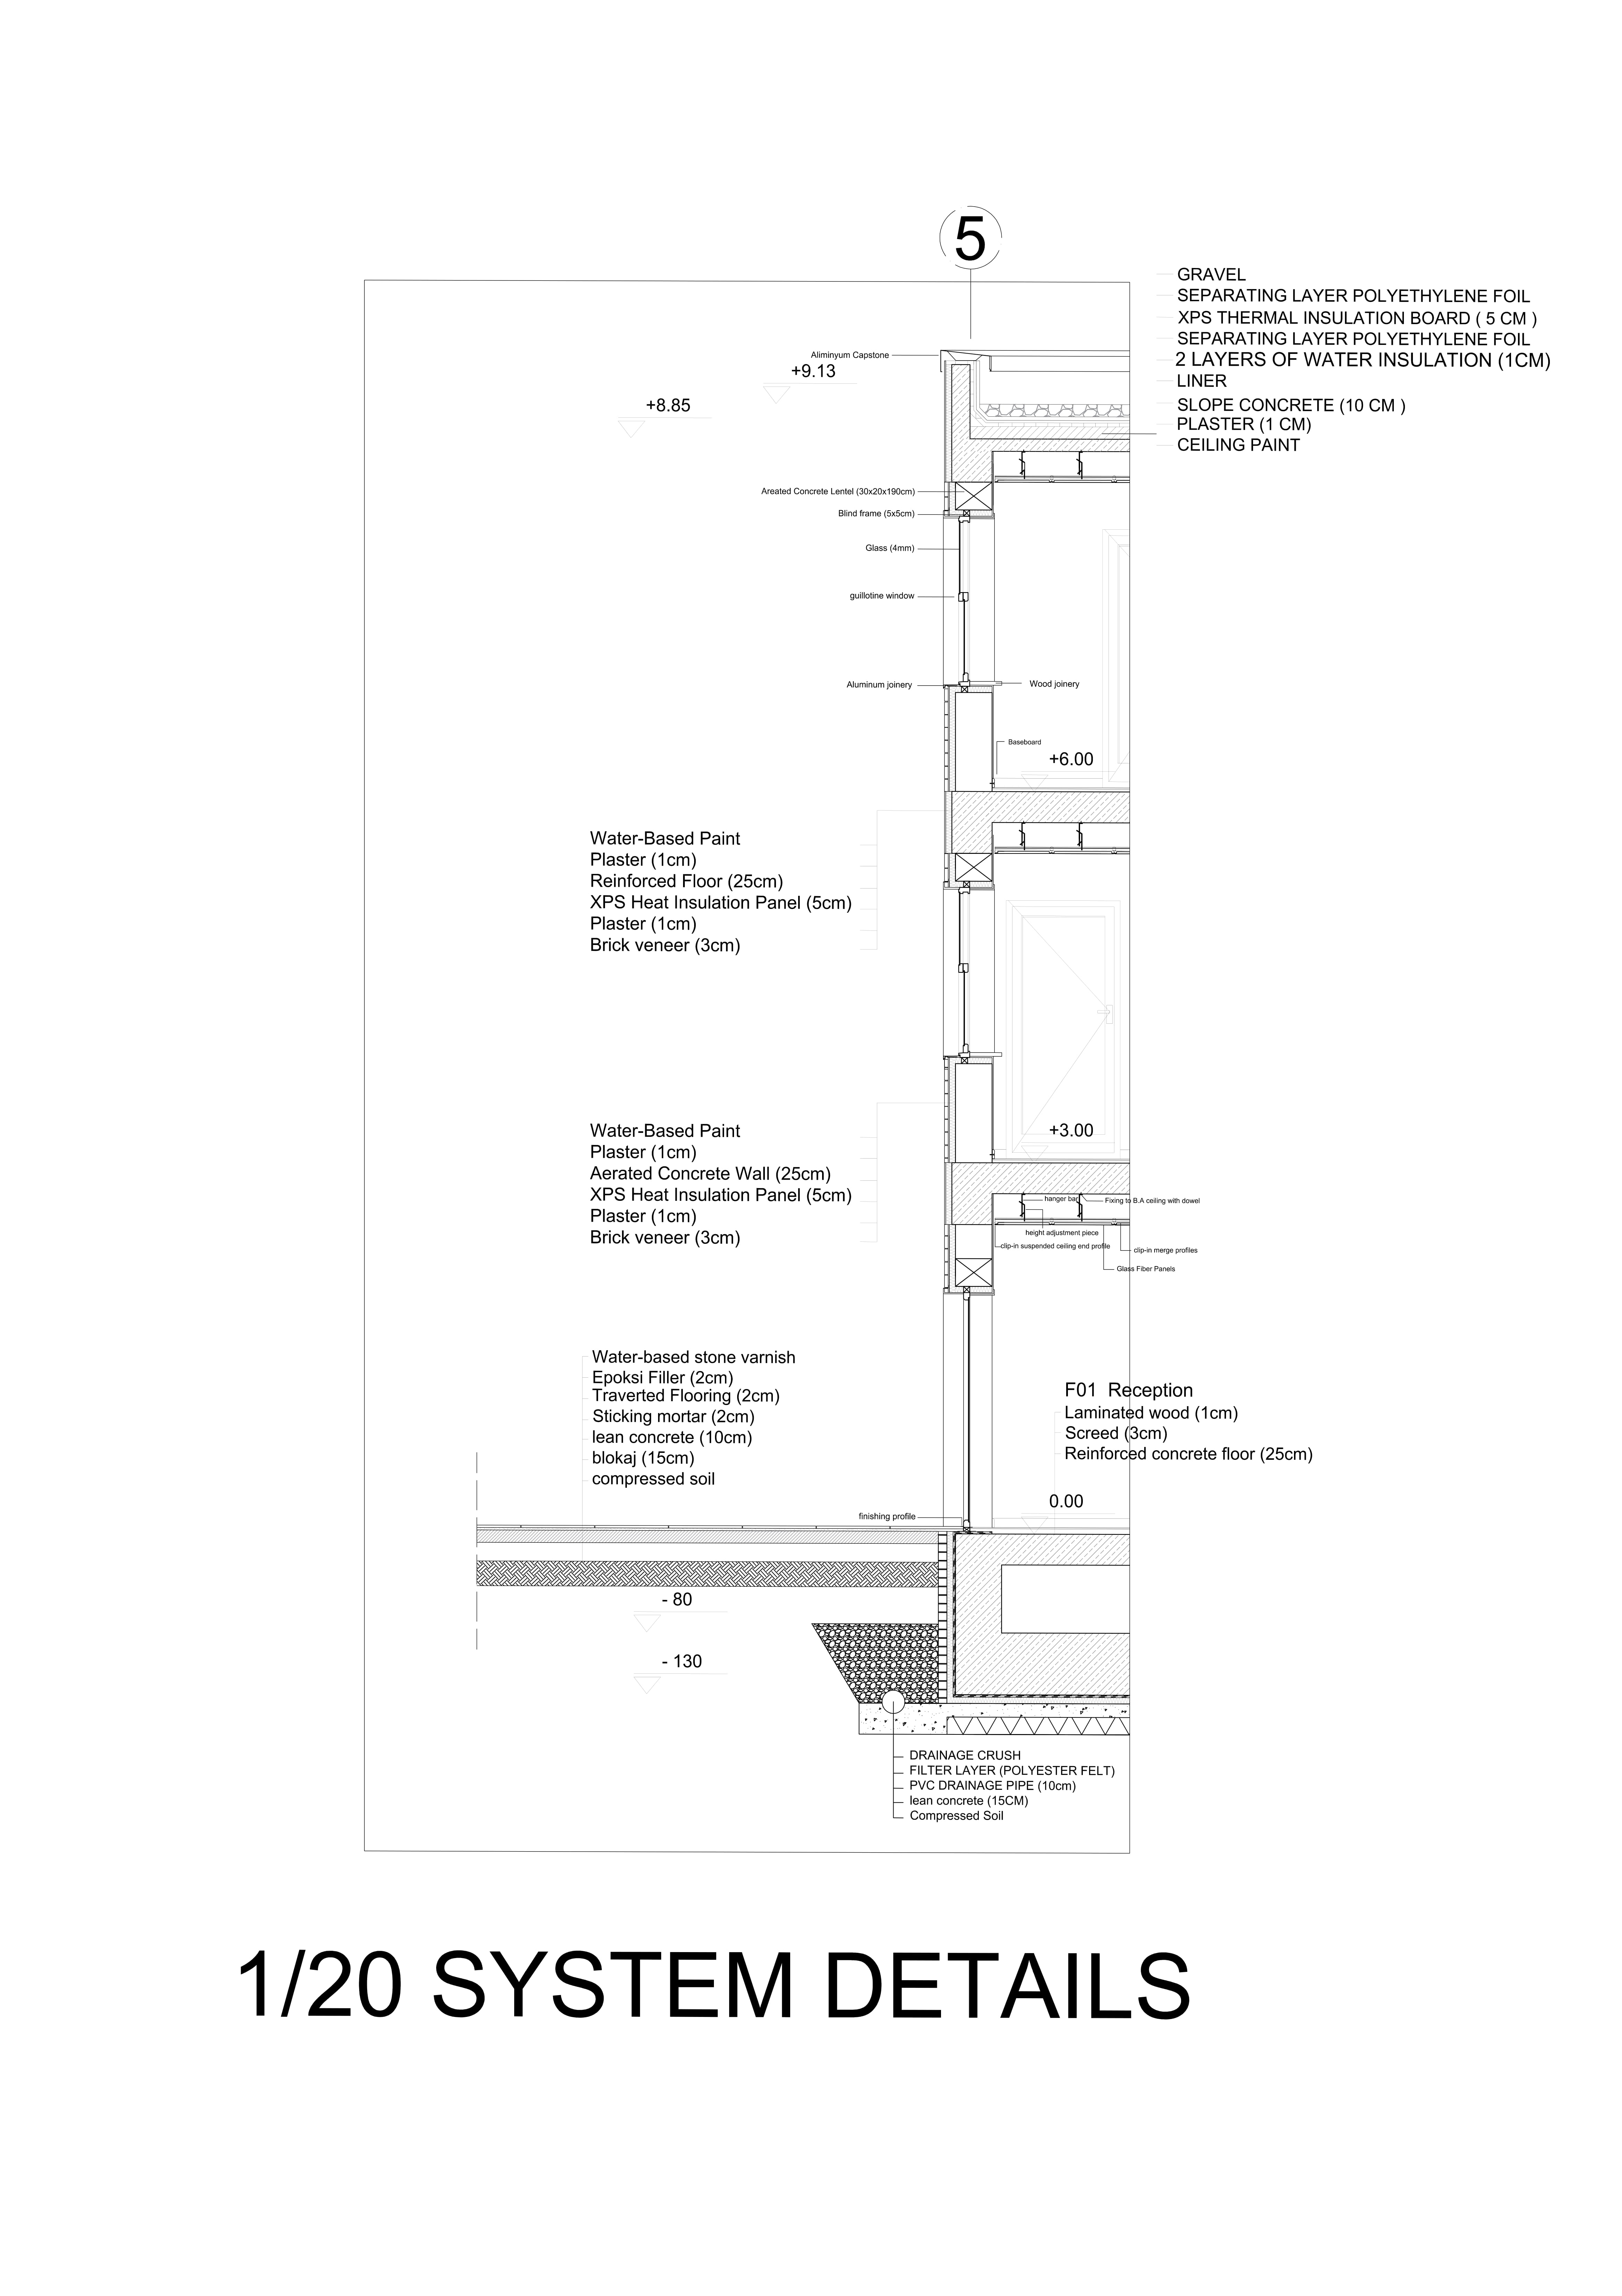 5
GRAVEL
SEPARATING LAYER POLYETHYLENE FOIL
XPS THERMAL INSULATION BOARD ( 5 CM )
SEPARATING LAYER POLYETHYLENE FOIL
2 LAYERS OF WATER INSULATION (1CM)
LINER
SLOPE CONCRETE (10 CM )
PLASTER (1 CM)
CEILING PAINT
Aliminyum Capstone
+9.13
+8.85
Areated Concrete Lentel (30x20x190cm)
Blind frame (5x5cm)
Glass (4mm)
guillotine window
Aluminum joinery
Wood joinery
Baseboard
+6.00
Water-Based Paint
Plaster (1cm)
Reinforced Floor (25cm)
XPS Heat Insulation Panel (5cm)
Plaster (1cm)
Brick veneer (3cm)
+3.00
Water-Based Paint
Plaster (1cm)
Aerated Concrete Wall (25cm)
XPS Heat Insulation Panel (5cm)
Plaster (1cm)
Brick veneer (3cm)
hanger bar
Fixing to B.A ceiling with dowel
height adjustment piece
clip-in suspended ceiling end profile
clip-in merge profiles
Glass Fiber Panels
Water-based stone varnish
Epoksi Filler (2cm)
Traverted Flooring (2cm)
Sticking mortar (2cm)
lean concrete (10cm)
blokaj (15cm)
compressed soil
F01 Reception
Laminated wood (1cm)
Screed (3cm)
Reinforced concrete floor (25cm)
0.00
finishing profile
- 80
- 130
DRAINAGE CRUSH
FILTER LAYER (POLYESTER FELT)
PVC DRAINAGE PIPE (10cm)
lean concrete (15CM)
Compressed Soil
1/20 SYSTEM DETAILS